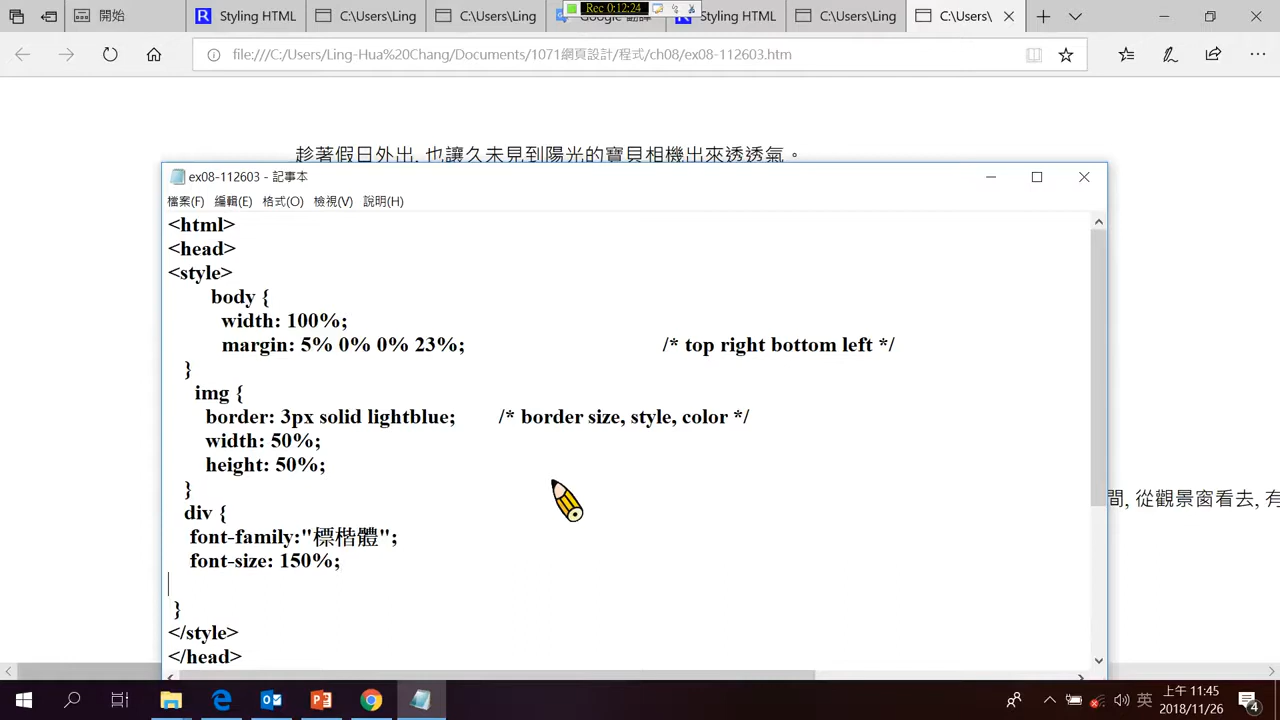 Styling HTML
C:\Users\Ling
C:\Users\Ling
Google 翻譯
Styling HTML
C:\Users\Ling
C:\Users\
開始
Rec 0:12:24
file:///C:/Users/Ling-Hua%20Chang/Documents/1071網頁設計/程式/ch08/ex08-112603.htm
趁著假日外出, 也讓久未見到陽光的寶貝相機出來透透氣。
ex08-112603 - 記事本
檔案(F) 編輯(E) 格式(O) 檢視(V) 說明(H)
<html>
<head>
<style>
body {
width: 100%;
margin: 5% 0% 0% 23%; /* top right bottom left */
}
img {
border: 3px solid lightblue; /* border size, style, color */
width: 50%;
height: 50%;
}
間, 從觀景窗看去, 有
div {
font-family:"標楷體";
font-size: 150%;
}
</style>
</head>
英
上午 11:45
2018/11/26
4